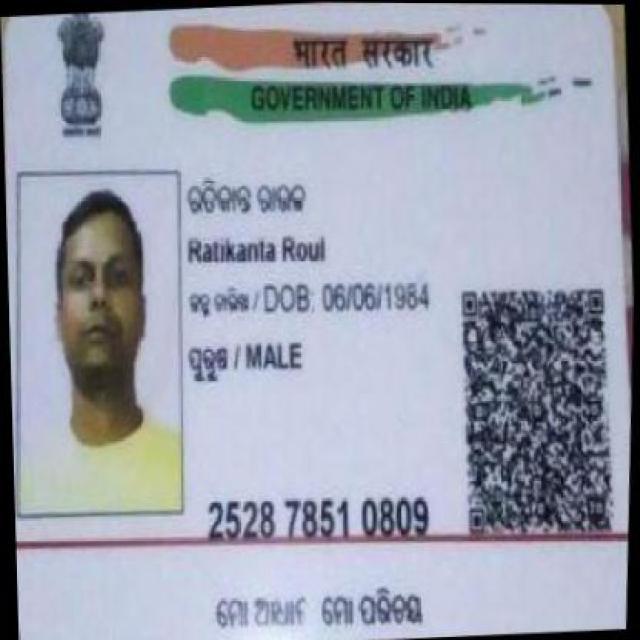 भारत सरकार
GOVERNMENT OF INDIA
ରତିକାନ୍ତ ରାଉଳ
Ratikanta Roul
ଜନ୍ମ ତାରିଖ / DOB: 06/06/1984
ପୁରୁଷ / MALE
2528 7851 0809
ମୋ ଆଧାର ମୋ ପରିଚୟ